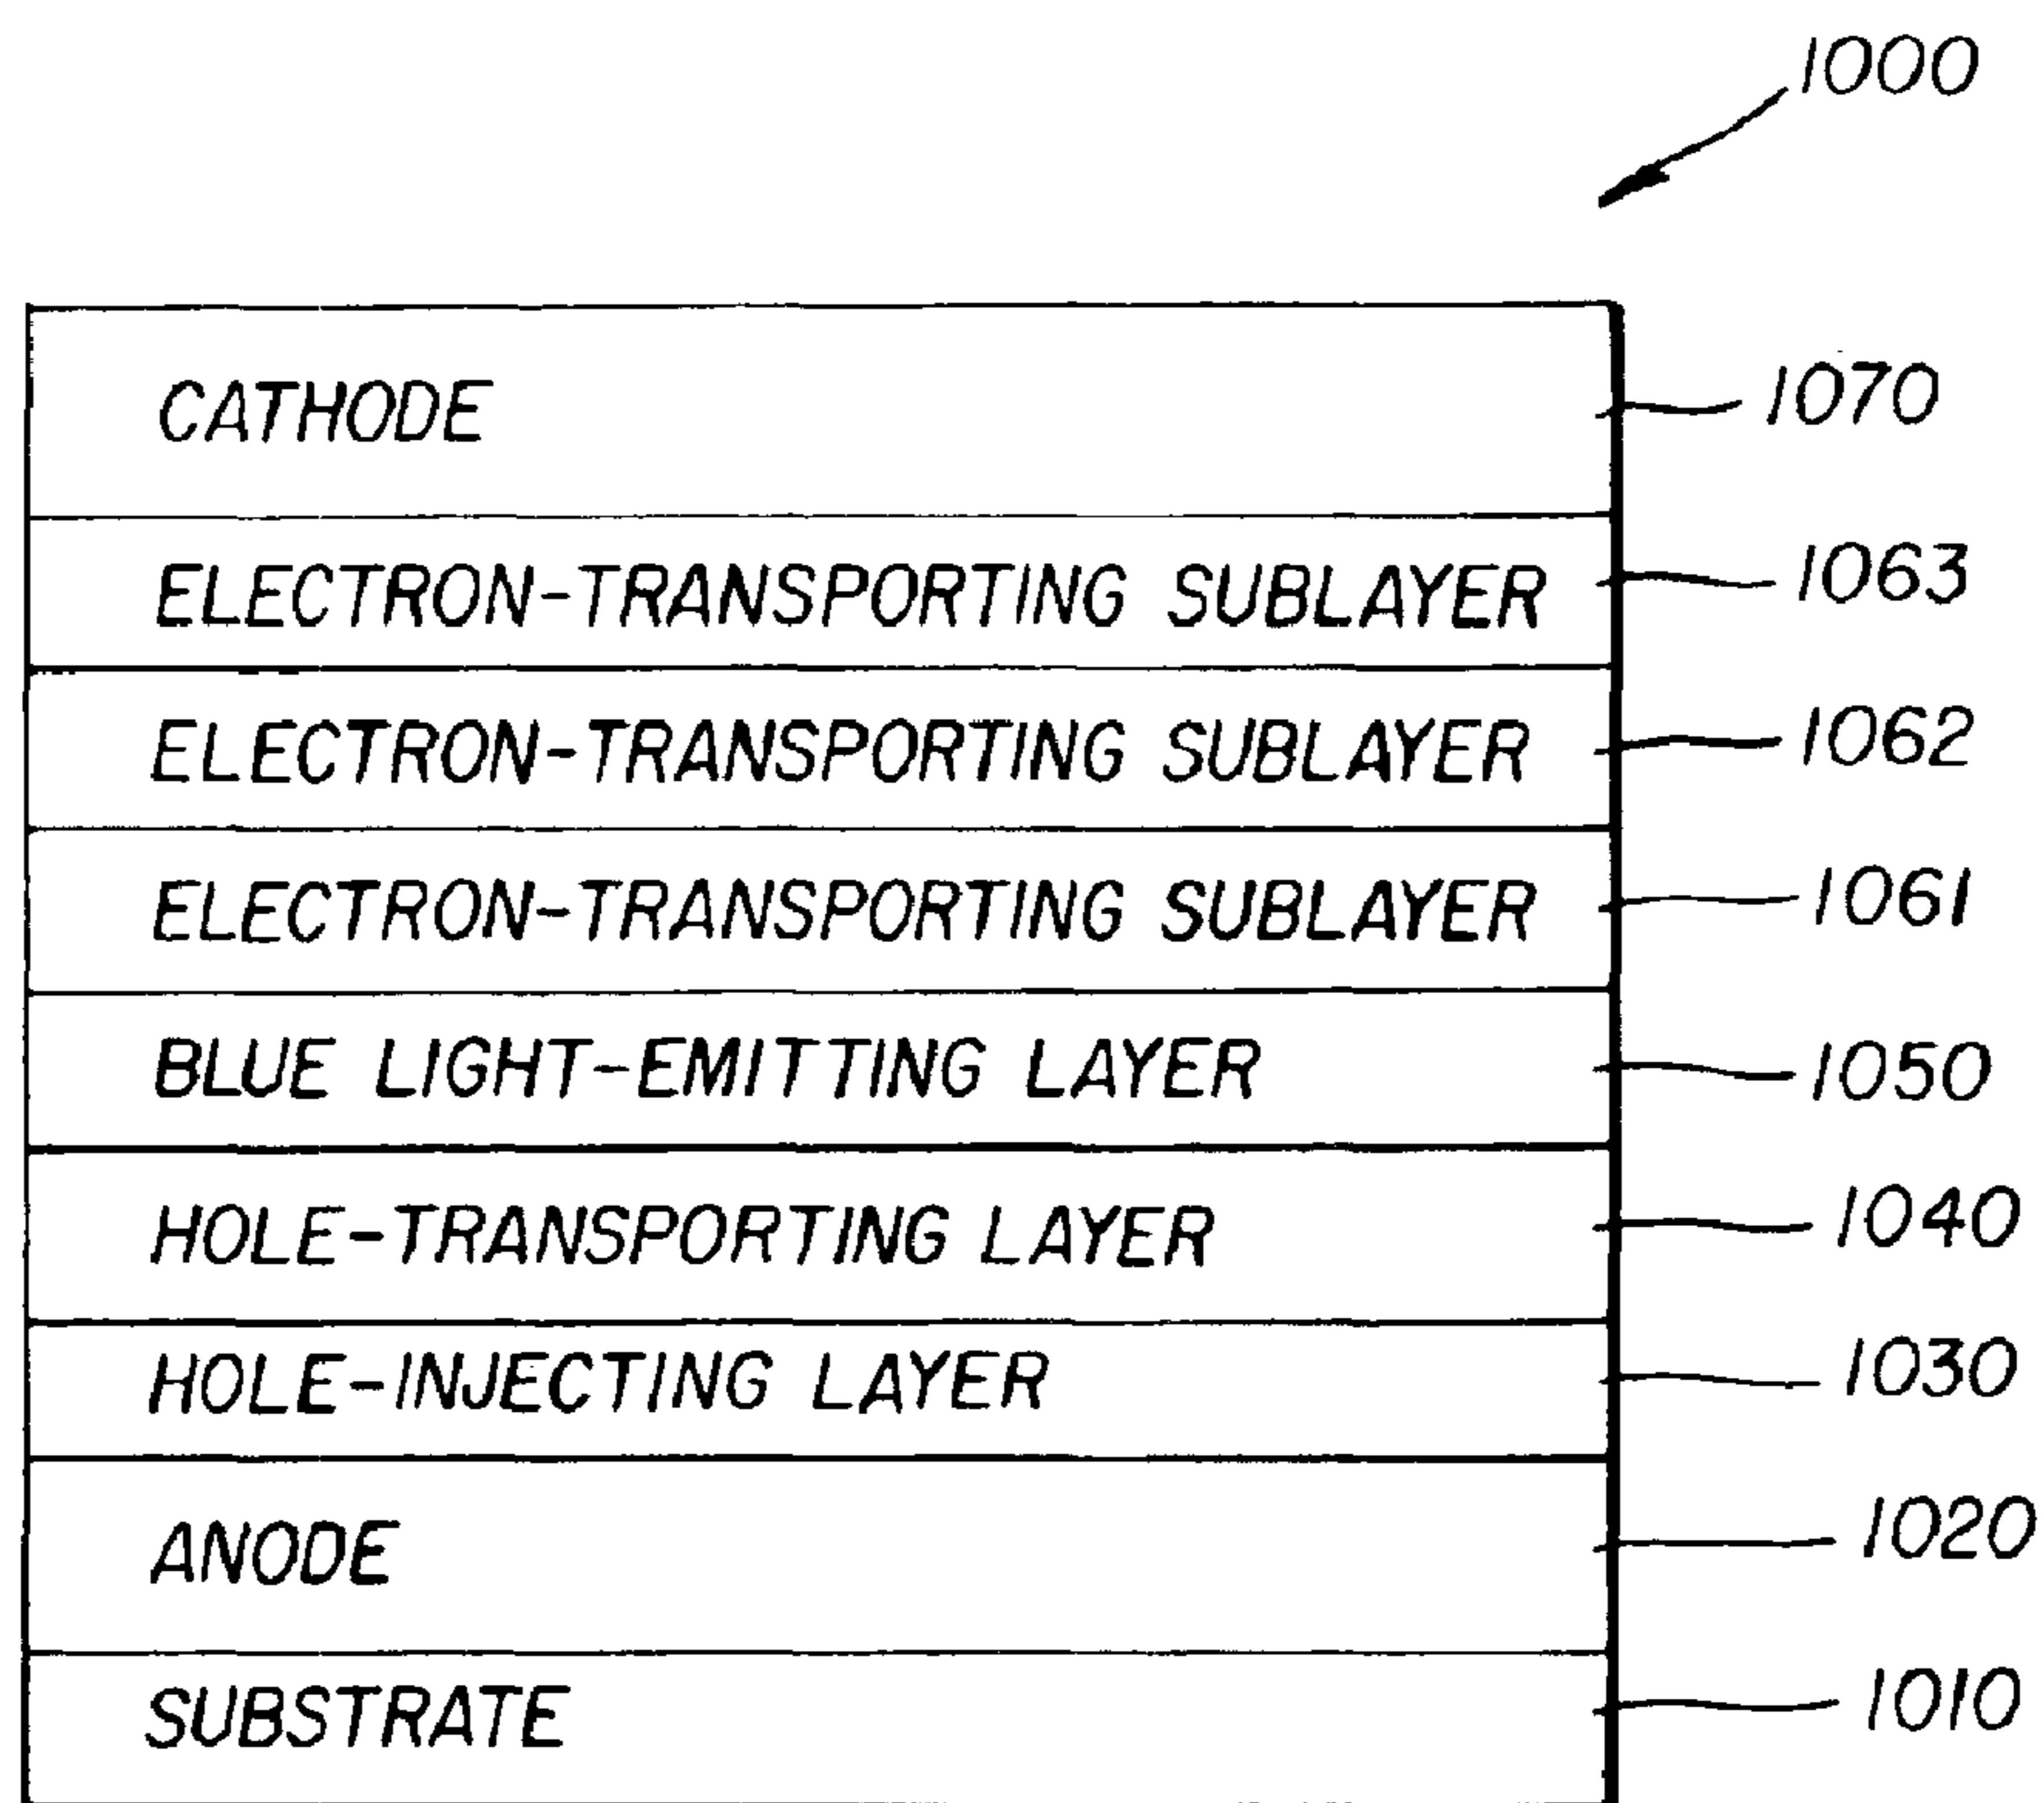 1000
CATHODE 1070
ELECTRON-TRANSPORTING SUBLAYER 1063
ELECTRON-TRANSPORTING SUBLAYER 1062
ELECTRON-TRANSPORTING SUBLAYER 1061
BLUE LIGHT-EMITTING LAYER 1050
HOLE-TRANSPORTING LAYER 1040
HOLE-INJECTING LAYER 1030
ANODE 1020
SUBSTRATE 1010